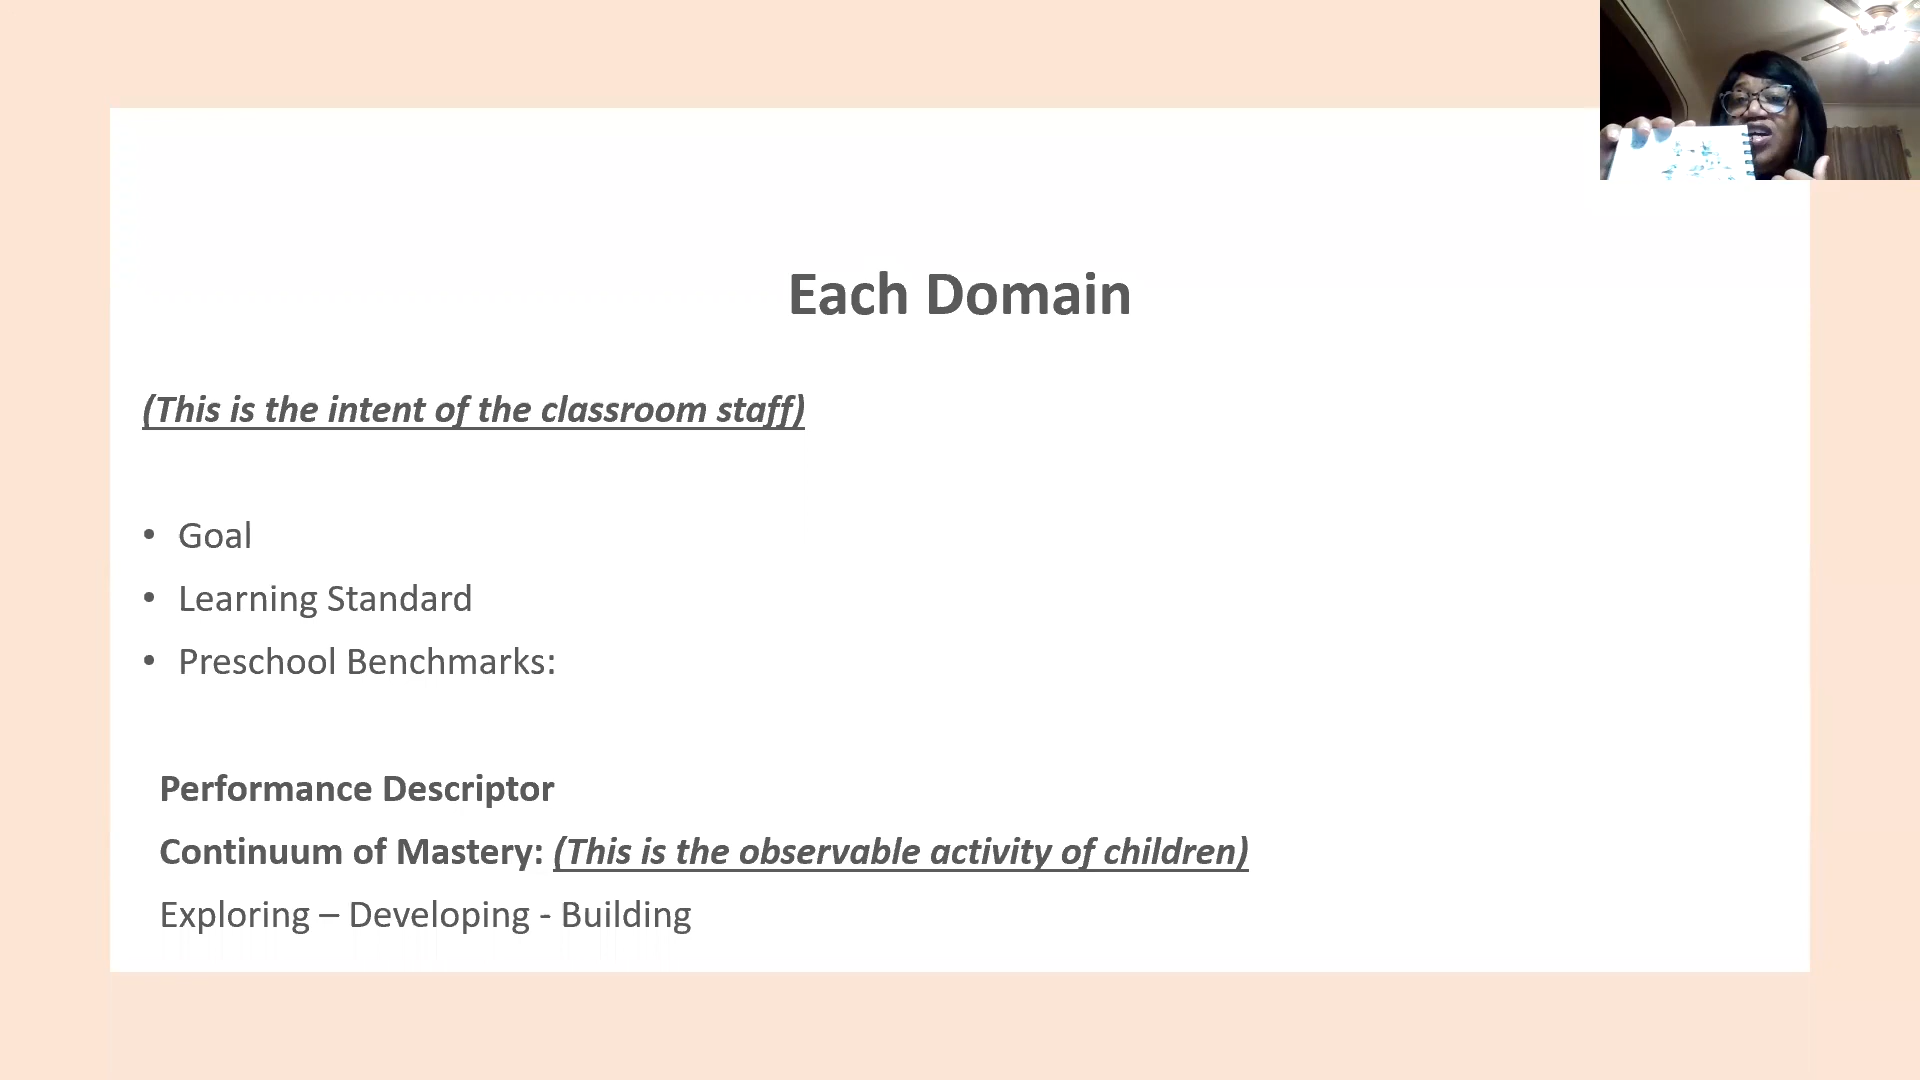 Each Domain
(This is the intent of the classroom staff)
• Goal
• Learning Standard
• Preschool Benchmarks:
Performance Descriptor
Continuum of Mastery: (This is the observable activity of children)
Exploring – Developing - Building